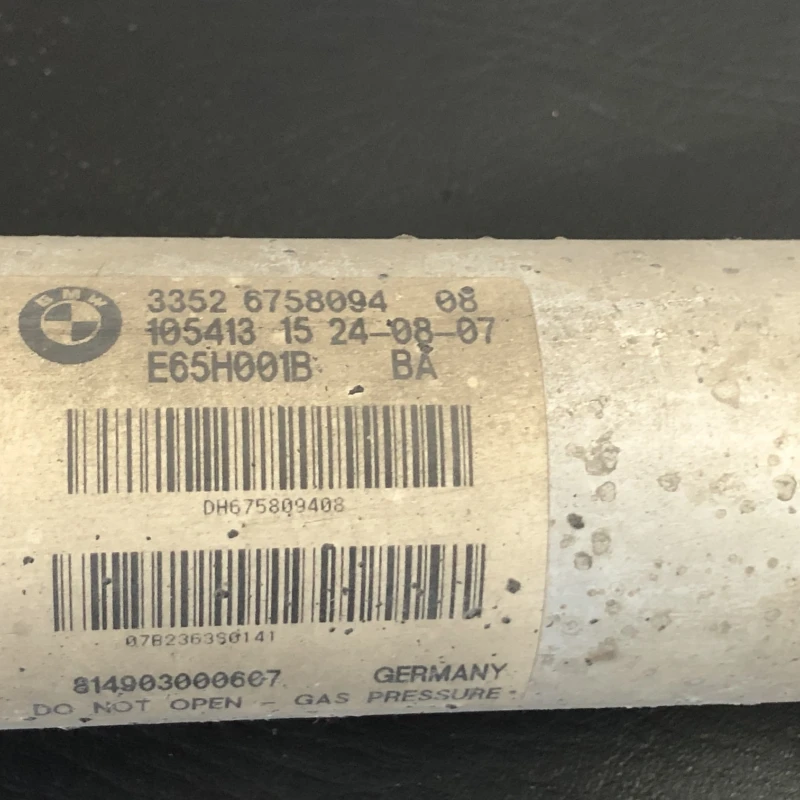 BMW
3352 6758094 08
105413 15 24-08-07
E65H001B BA
DH675809408
07B2363S0141
814903000607 GERMANY
DO NOT OPEN - GAS PRESSURE